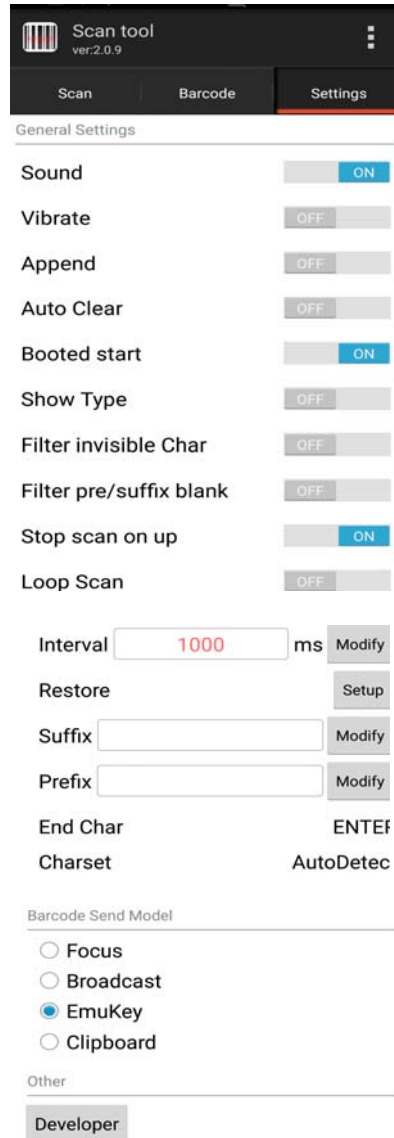 Scan tool
ver:2.0.9
Scan Barcode Settings
General Settings
Sound ON
Vibrate OFF
Append OFF
Auto Clear OFF
Booted start ON
Show Type OFF
Filter invisible Char OFF
Filter pre/suffix blank OFF
Stop scan on up ON
Loop Scan OFF
Interval 1000 ms Modify
Restore Setup
Suffix Modify
Prefix Modify
End Char ENTER
Charset AutoDetec
Barcode Send Model
Focus
Broadcast
EmuKey
Clipboard
Other
Developer